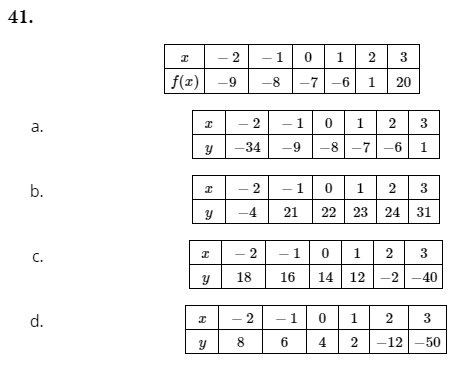 41.
x −2 −1 0 1 2 3
f(x) −9 −8 −7 −6 1 20
a.
x −2 −1 0 1 2 3
y −34 −9 −8 −7 −6 1
b.
x −2 −1 0 1 2 3
y −4 21 22 23 24 31
c.
x −2 −1 0 1 2 3
y 18 16 14 12 −2 −40
d.
x −2 −1 0 1 2 3
y 8 6 4 2 −12 −50